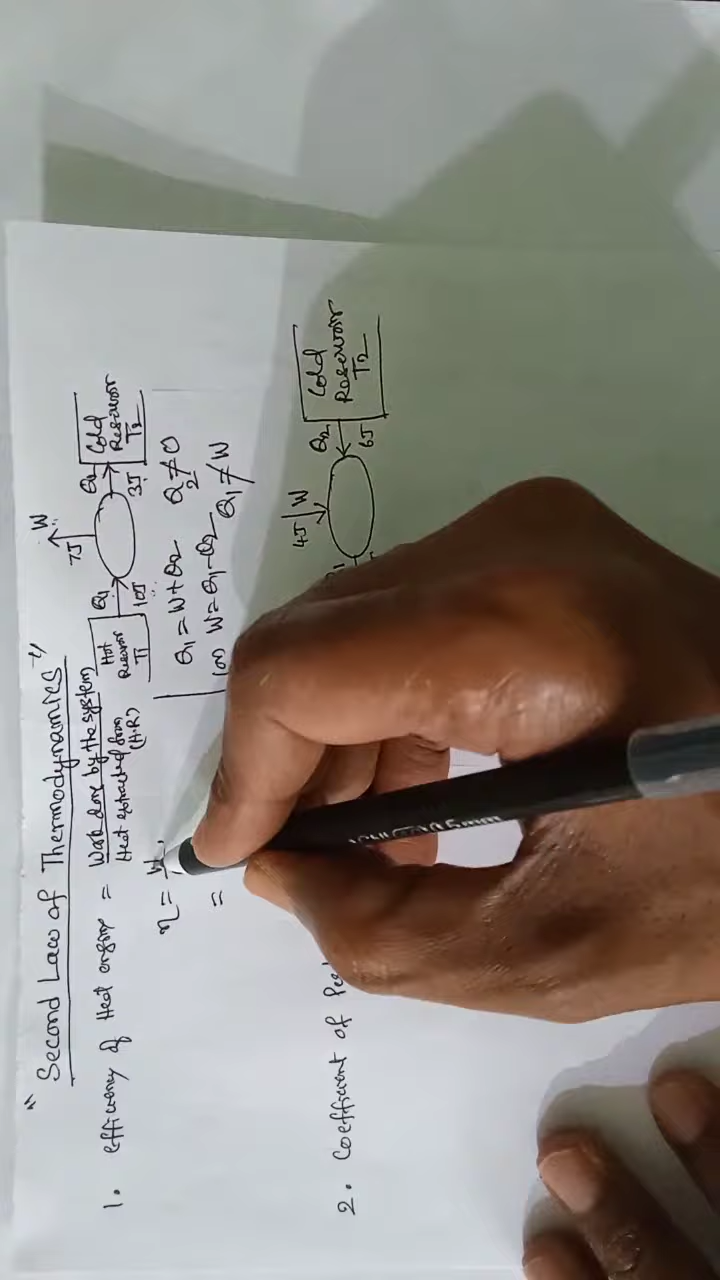 " Second Law of Thermodynamics "
1. efficiency of Heat engine = Work done by the system
Heat extracted from
(H.R)
Hot
Reservoir
T1
Q1
10J
7J
W
Q2
3J
Cold
Reservoir
T2
η = W
=
Q1 = W + Q2
Q2 ≠ 0
(or) W = Q1 - Q2
Q1 ≠ W
2. Coefficient of
4J
W
Q2
6J
Cold
Reservoir
T2
0.5mm